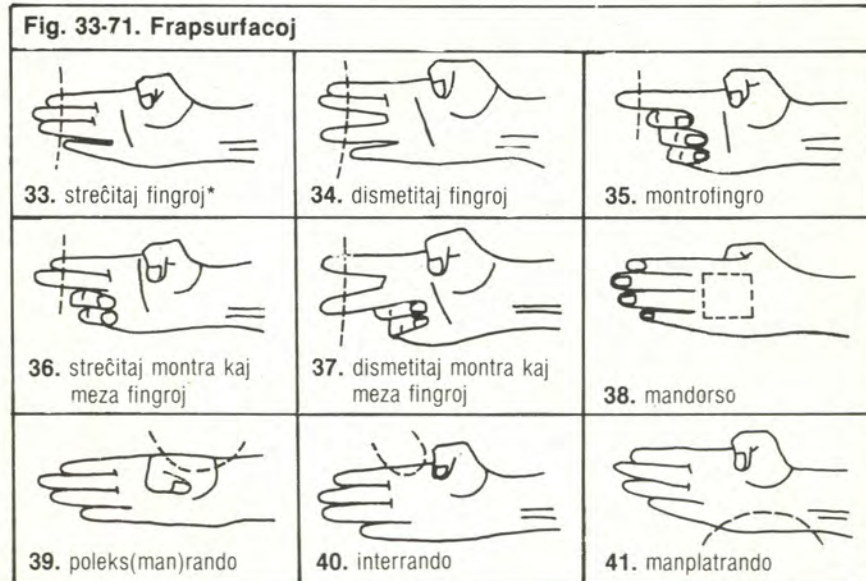 Fig. 33-71. Frapsurfacoj
33. streĉitaj fingroj*
34. dismetitaj fingroj
35. montrofingro
36. streĉitaj montra kaj
meza fingroj
37. dismetitaj montra kaj
meza fingroj
38. mandorso
39. poleks(man)rando
40. interrando
41. manplatrando